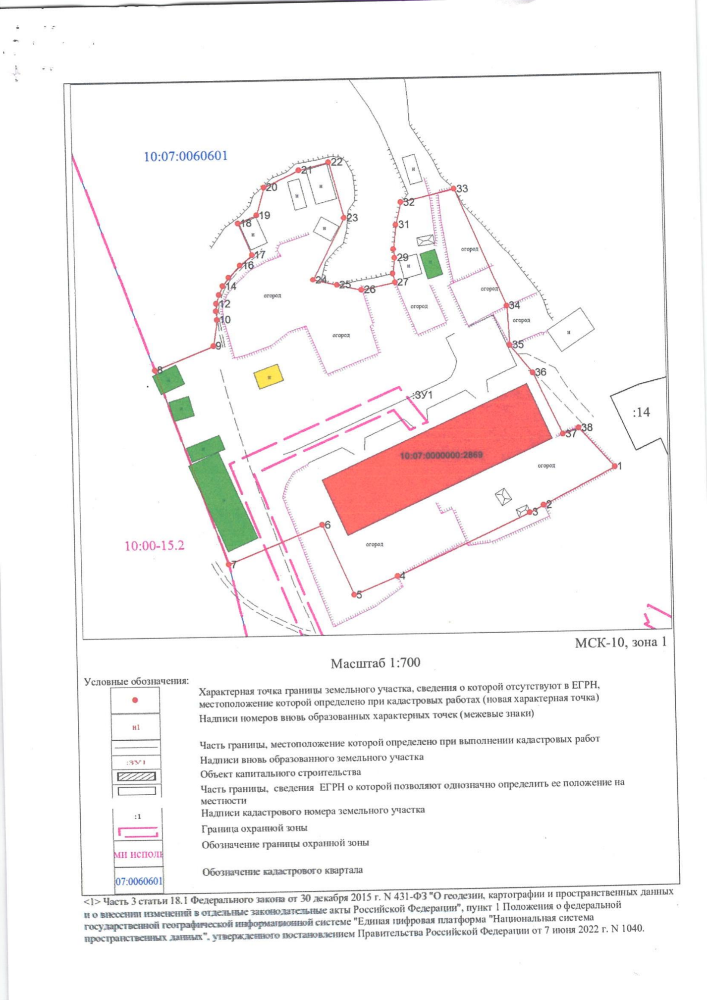 10:07:0060601
22
21
20
33
32
19
23
18
31
н
н
н
н
н
огород
17
29
16
н
24
27
14
25
26
огород
огород
12
огород
34
10
огород
н
огород
9
35
8
36
:ЗУ1
:14
38
37
10:07:0000000:2869
огород
1
2
3
6
10:00-15.2
огород
7
4
5
МСК-10, зона 1
Масштаб 1:700
Условные обозначения:
Характерная точка границы земельного участка, сведения о которой отсутствуют в ЕГРН,
местоположение которой определено при кадастровых работах (новая характерная точка)
Надписи номеров вновь образованных характерных точек (межевые знаки)
н1
Часть границы, местоположение которой определено при выполнении кадастровых работ
:ЗУ1
Надписи вновь образованного земельного участка
Объект капитального строительства
Часть границы, сведения ЕГРН о которой позволяют однозначно определить ее положение на
местности
:1
Надписи кадастрового номера земельного участка
Граница охранной зоны
Обозначение границы охранной зоны
МИ ИСПОЛЬ
Обозначение кадастрового квартала
07:0060601
<1> Часть 3 статьи 18.1 Федерального закона от 30 декабря 2015 г. N 431-ФЗ "О геодезии, картографии и пространственных данных
и о внесении изменений в отдельные законодательные акты Российской Федерации", пункт 1 Положения о федеральной
государственной географической информационной системе "Единая цифровая платформа "Национальная система
пространственных данных", утвержденного постановлением Правительства Российской Федерации от 7 июня 2022 г. N 1040.